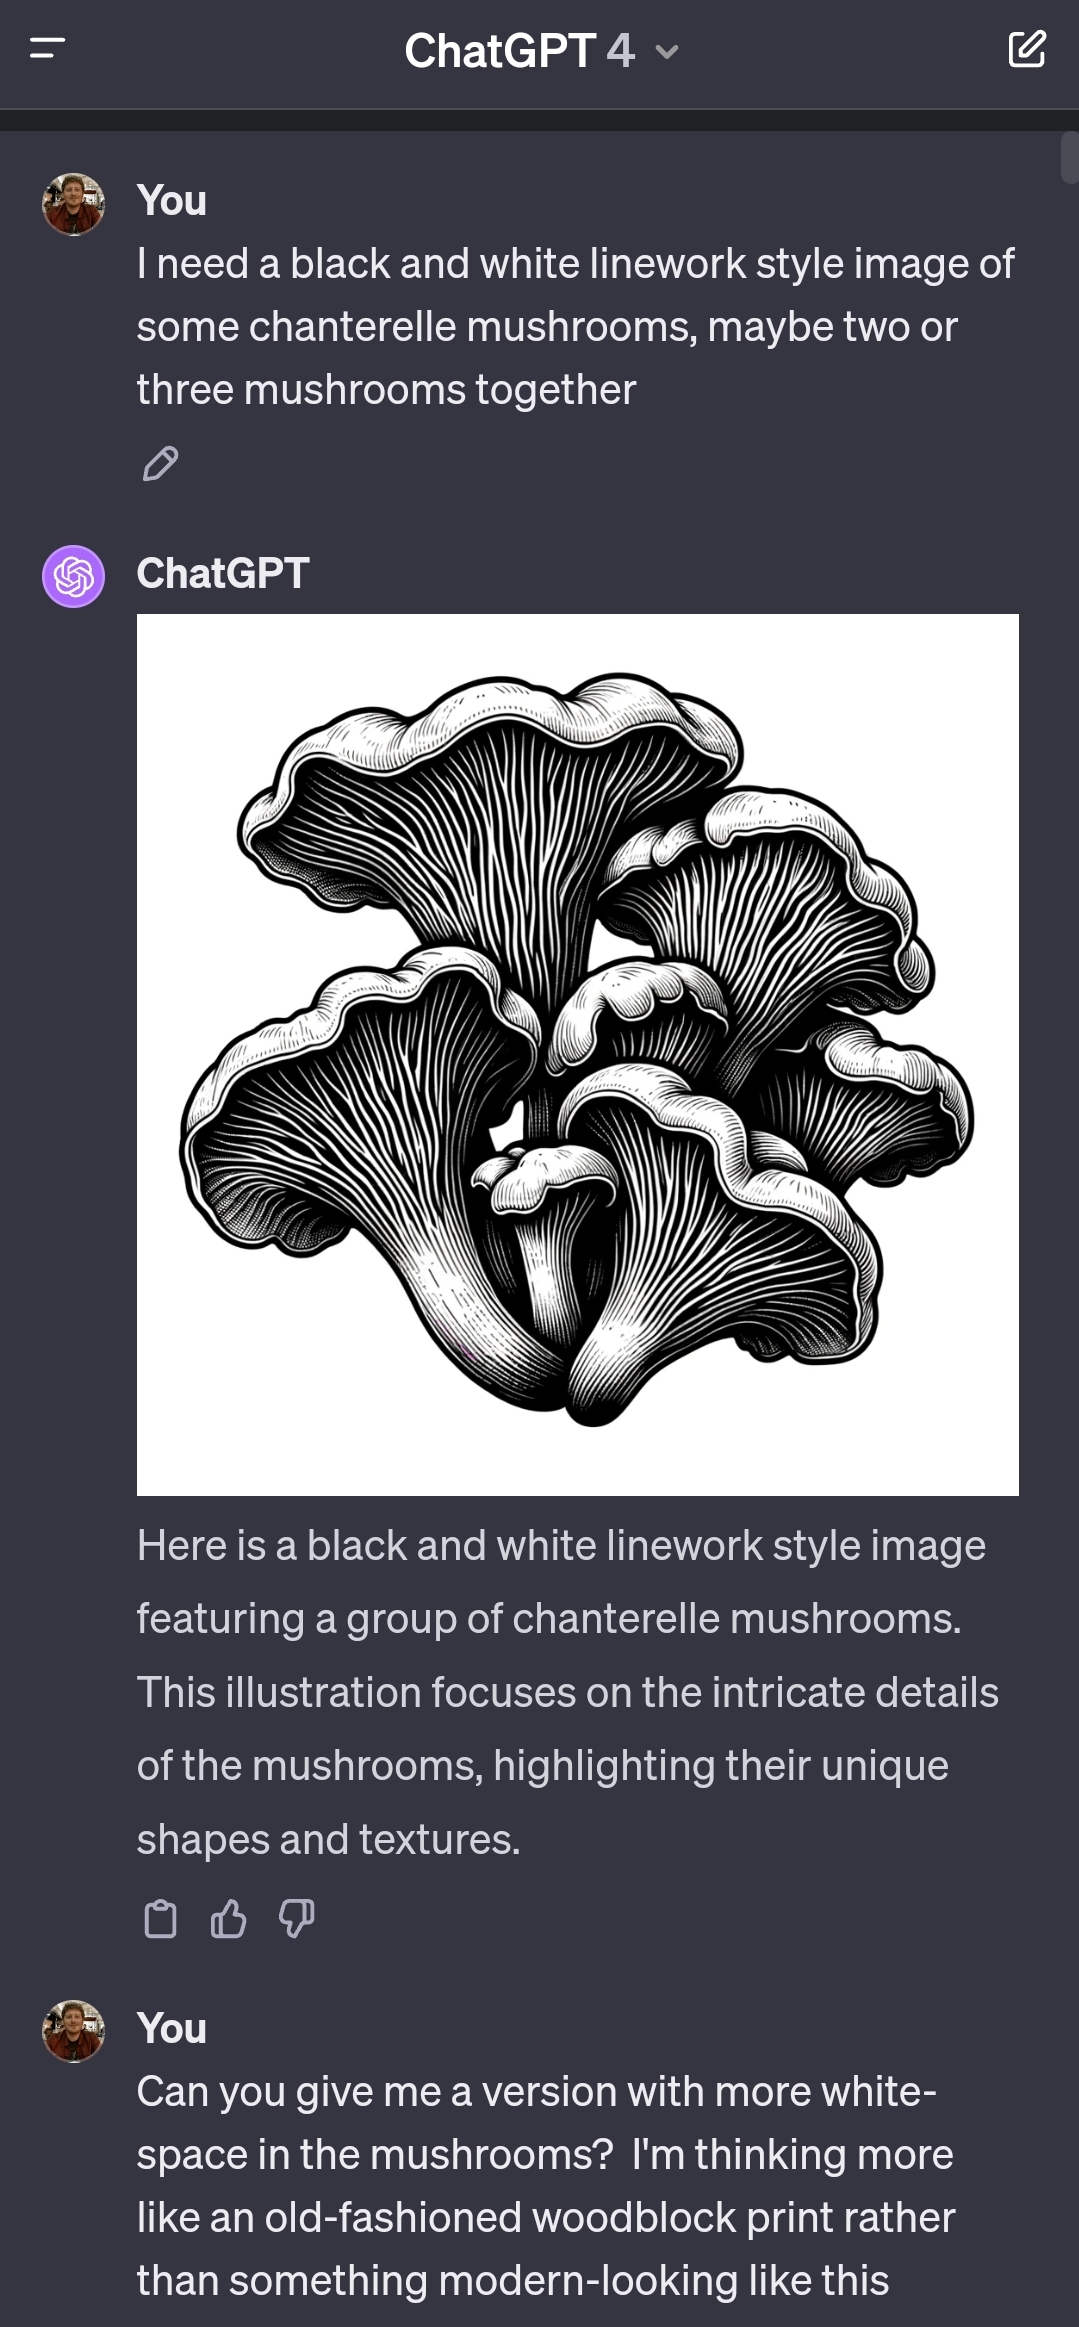 ChatGPT 4
You
I need a black and white linework style image of
some chanterelle mushrooms, maybe two or
three mushrooms together
ChatGPT
Here is a black and white linework style image
featuring a group of chanterelle mushrooms.
This illustration focuses on the intricate details
of the mushrooms, highlighting their unique
shapes and textures.
You
Can you give me a version with more white-
space in the mushrooms?  I'm thinking more
like an old-fashioned woodblock print rather
than something modern-looking like this